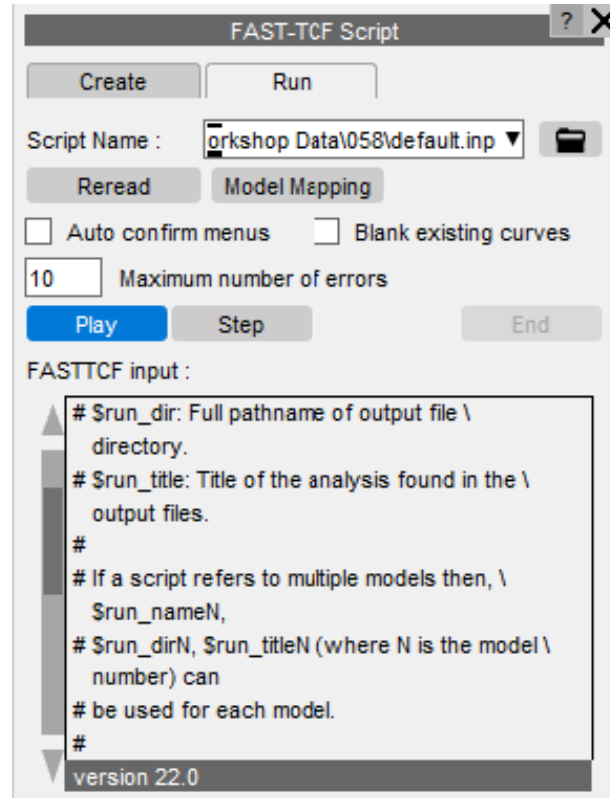 FAST-TCF Script ?
Create Run
Script Name : orkshop Data\058\default.inp
Reread Model Mapping
Auto confirm menus Blank existing curves
10 Maximum number of errors
Play Step End
FASTTCF input :
# $run_dir: Full pathname of output file \
directory.
# $run_title: Title of the analysis found in the \
output files.
#
# If a script refers to multiple models then, \
$run_nameN,
# $run_dirN, $run_titleN (where N is the model \
number) can
# be used for each model.
#
version 22.0